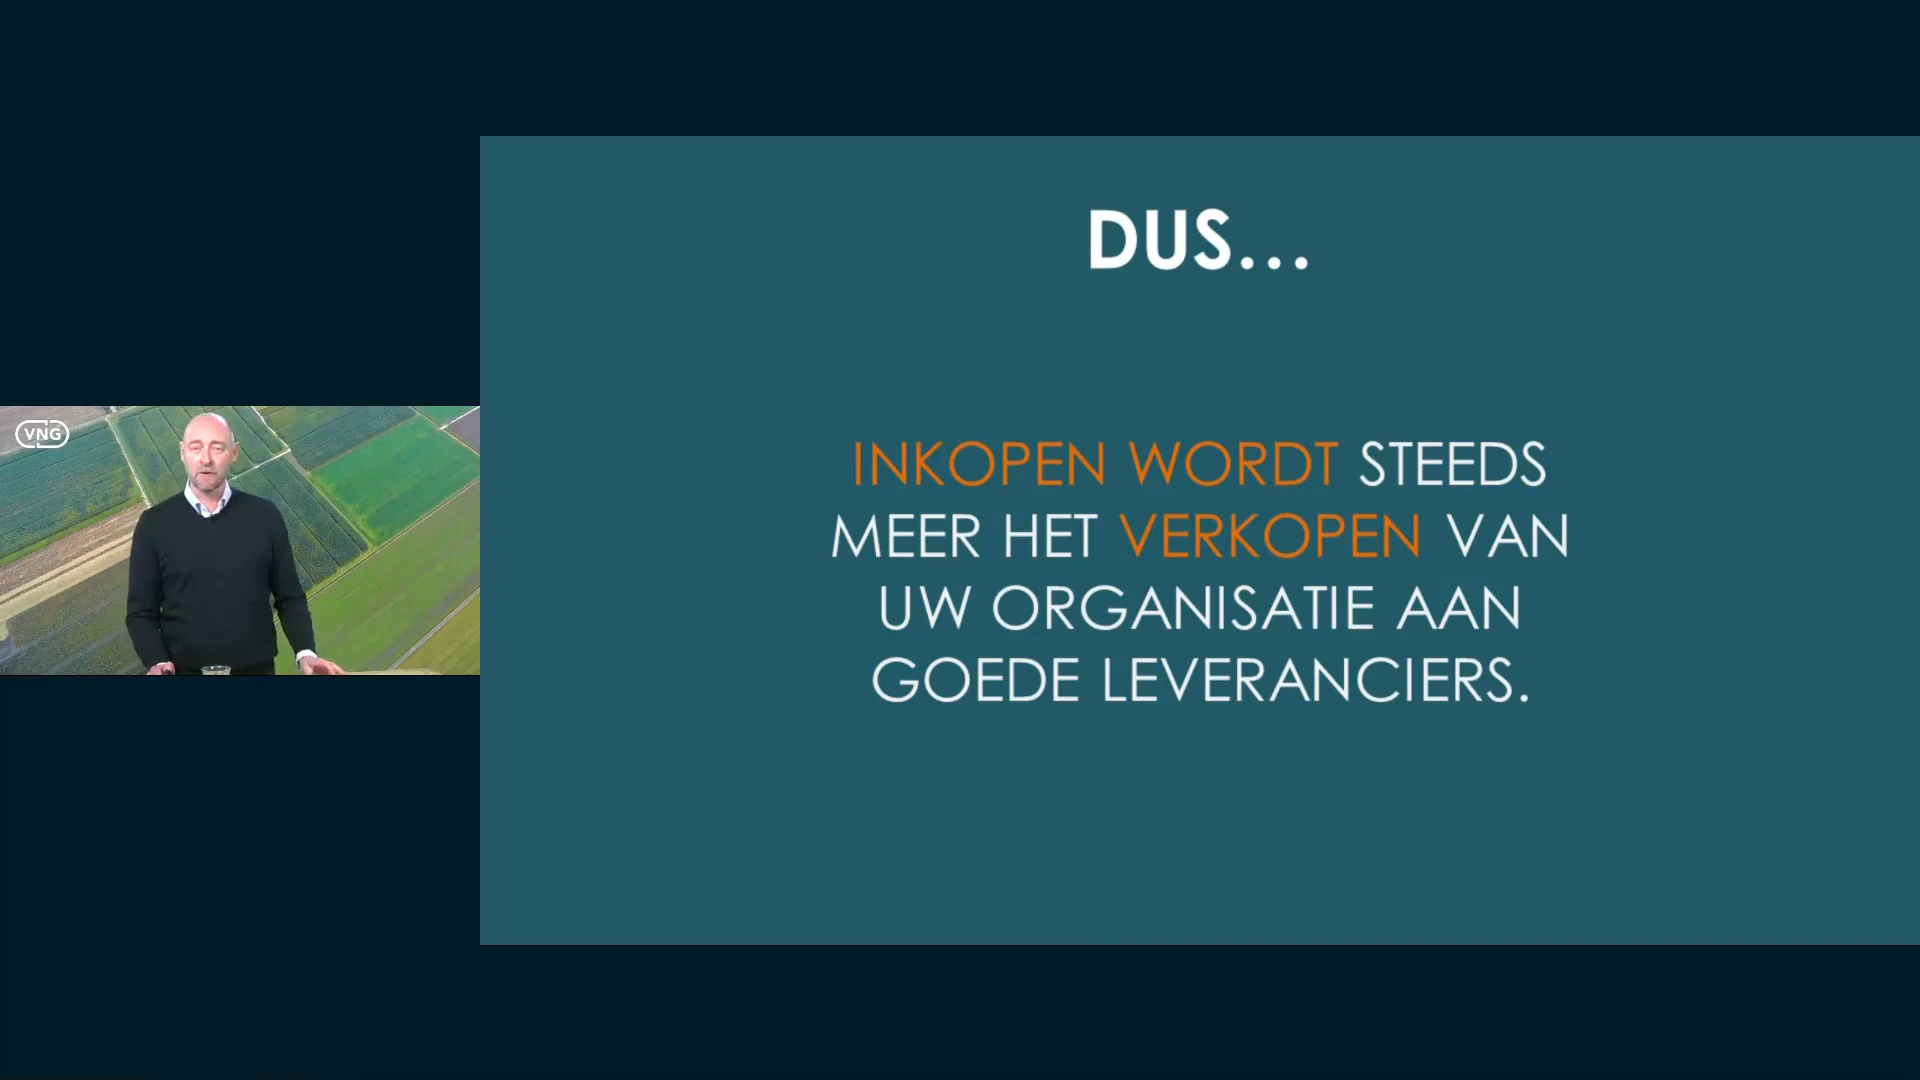 VNG
DUS...
INKOPEN WORDT STEEDS
MEER HET VERKOPEN VAN
UW ORGANISATIE AAN
GOEDE LEVERANCIERS.